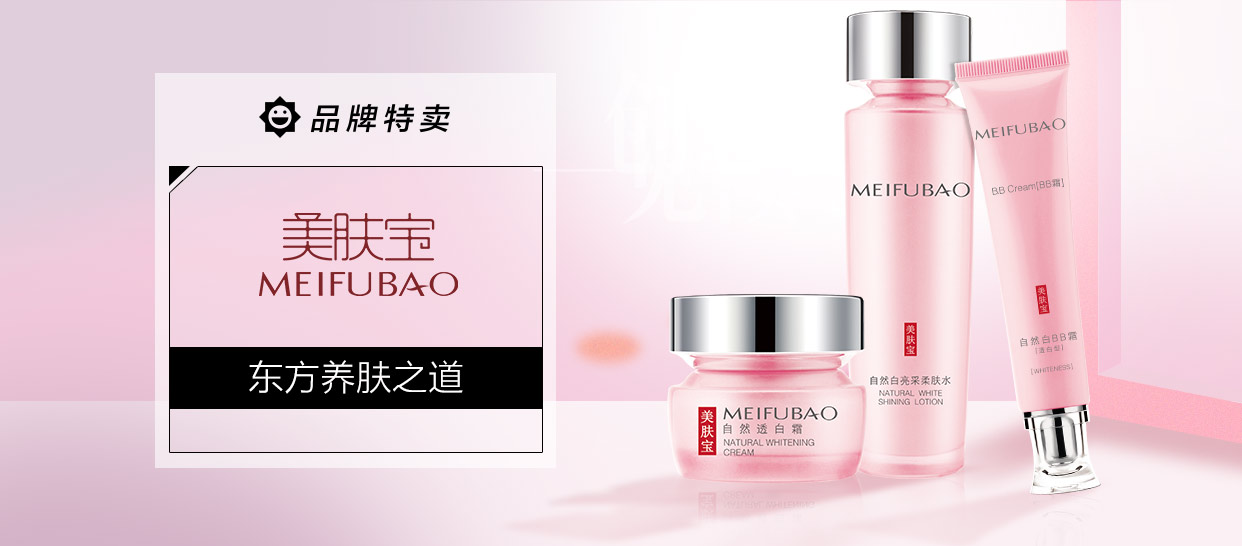 品牌特卖
美肤宝
MEIFUBAO
东方养肤之道
美肤宝
MEIFUBAO
自然透白霜
NATURAL WHITENING
CREAM
MEIFUBAO
美肤宝
自然白亮采柔肤水
NATURAL WHITE
SHINING LOTION
MEIFUBAO
BB Cream[BB霜]
美肤宝
自然白BB霜
[WHITENESS]